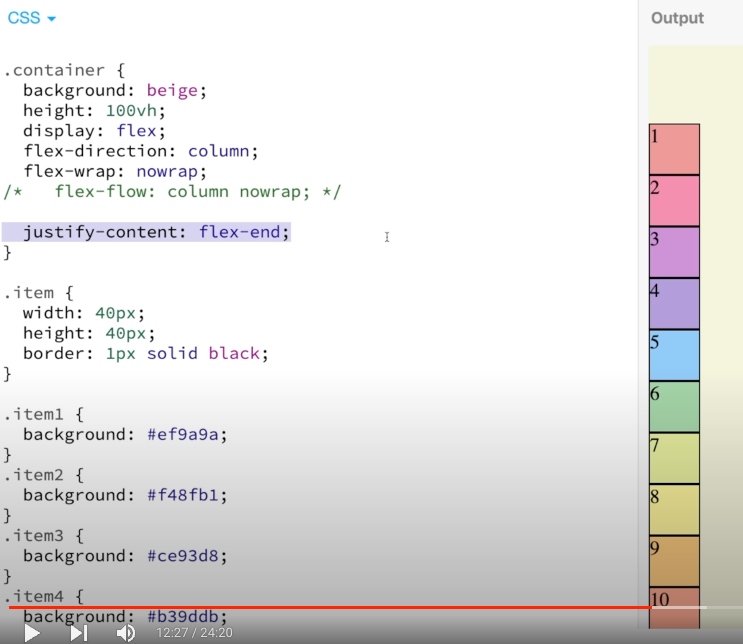 CSS
Output
.container {
  background: beige;
  height: 100vh;
  display: flex;
  flex-direction: column;
  flex-wrap: nowrap;
/*   flex-flow: column nowrap; */
  justify-content: flex-end;
}
.item {
  width: 40px;
  height: 40px;
  border: 1px solid black;
}
.item1 {
  background: #ef9a9a;
}
.item2 {
  background: #f48fb1;
}
.item3 {
  background: #ce93d8;
}
.item4 {
  background: #b39ddb;
1
2
3
4
5
6
7
8
9
10
12:27 / 24:20